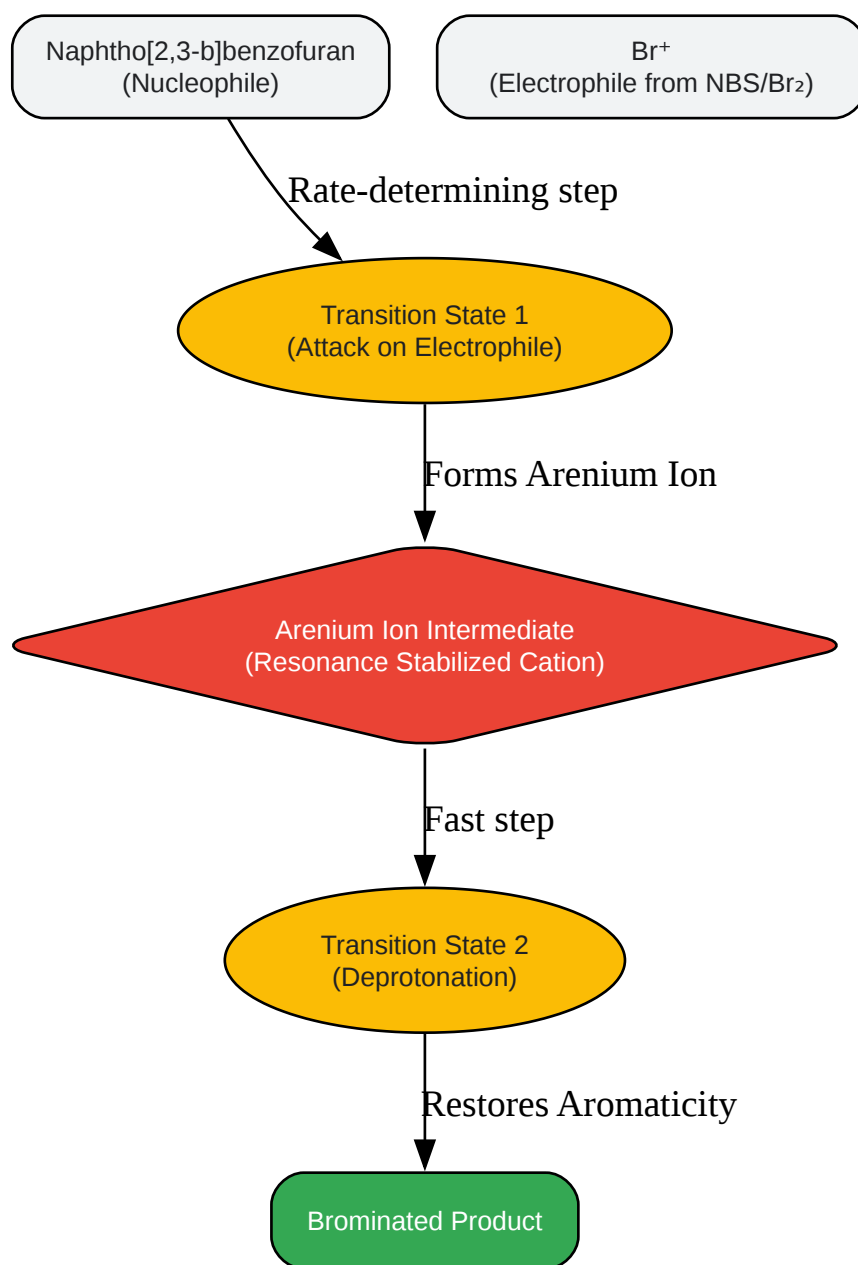 Naphtho[2,3-b]benzofuran
(Nucleophile)
Br⁺
(Electrophile from NBS/Br₂)
Rate-determining step
Transition State 1
(Attack on Electrophile)
Forms Arenium Ion
Arenium Ion Intermediate
(Resonance Stabilized Cation)
Fast step
Transition State 2
(Deprotonation)
Restores Aromaticity
Brominated Product